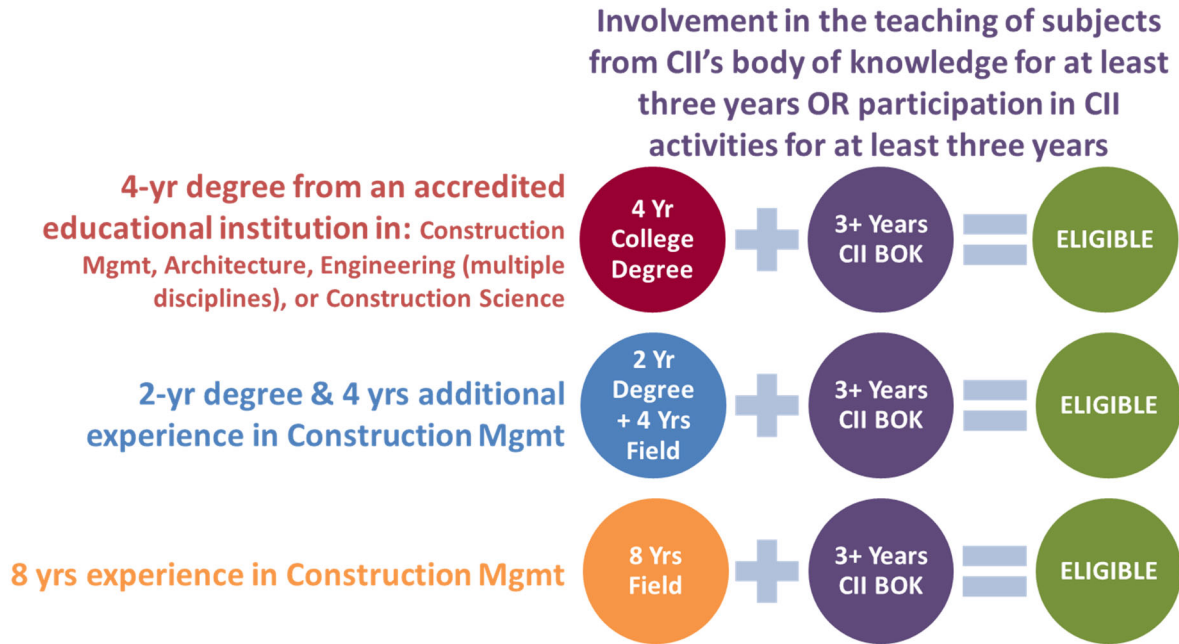 Involvement in the teaching of subjects
from CII's body of knowledge for at least
three years OR participation in CII
activities for at least three years
4-yr degree from an accredited
educational institution in: Construction
Mgmt, Architecture, Engineering (multiple
disciplines), or Construction Science
4 Yr
College
Degree
3+ Years
CII BOK
ELIGIBLE
2-yr degree & 4 yrs additional
experience in Construction Mgmt
2 Yr
Degree
+ 4 Yrs
Field
3+ Years
CII BOK
ELIGIBLE
8 yrs experience in Construction Mgmt
8 Yrs
Field
3+ Years
CII BOK
ELIGIBLE